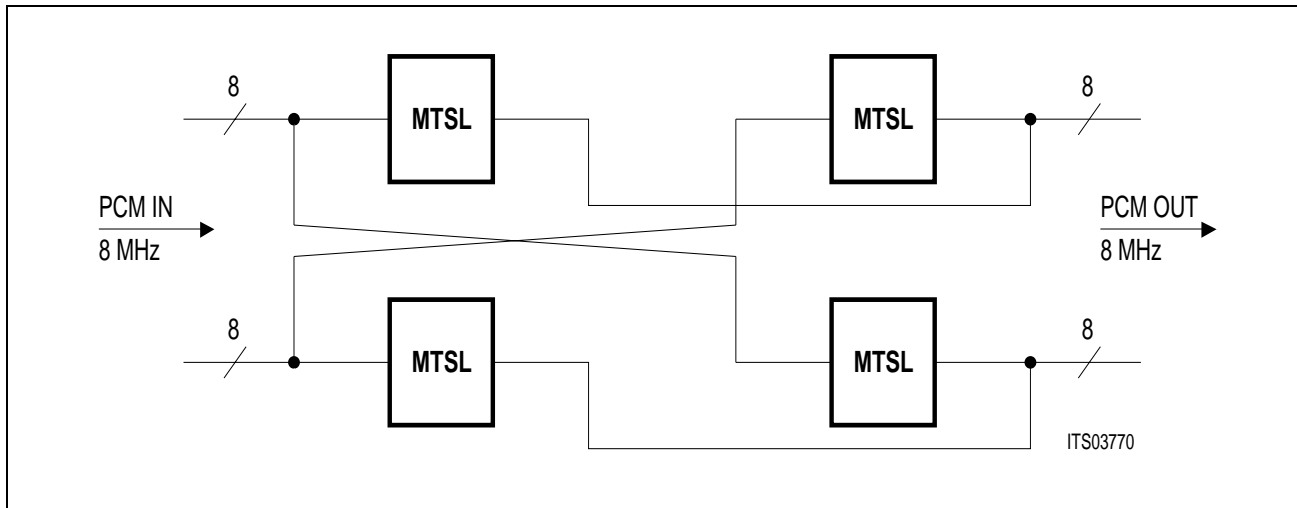 8
8
MTSL
MTSL
PCM IN
8 MHz
PCM OUT
8 MHz
8
8
MTSL
MTSL
ITS03770